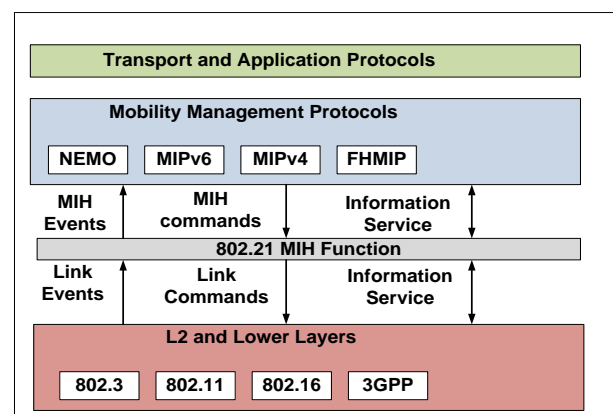 Transport and Application Protocols
Mobility Management Protocols
NEMO MIPv6 MIPv4 FHMIP
MIH Events
MIH commands
Information Service
802.21 MIH Function
Link Events
Link Commands
Information Service
L2 and Lower Layers
802.3 802.11 802.16 3GPP